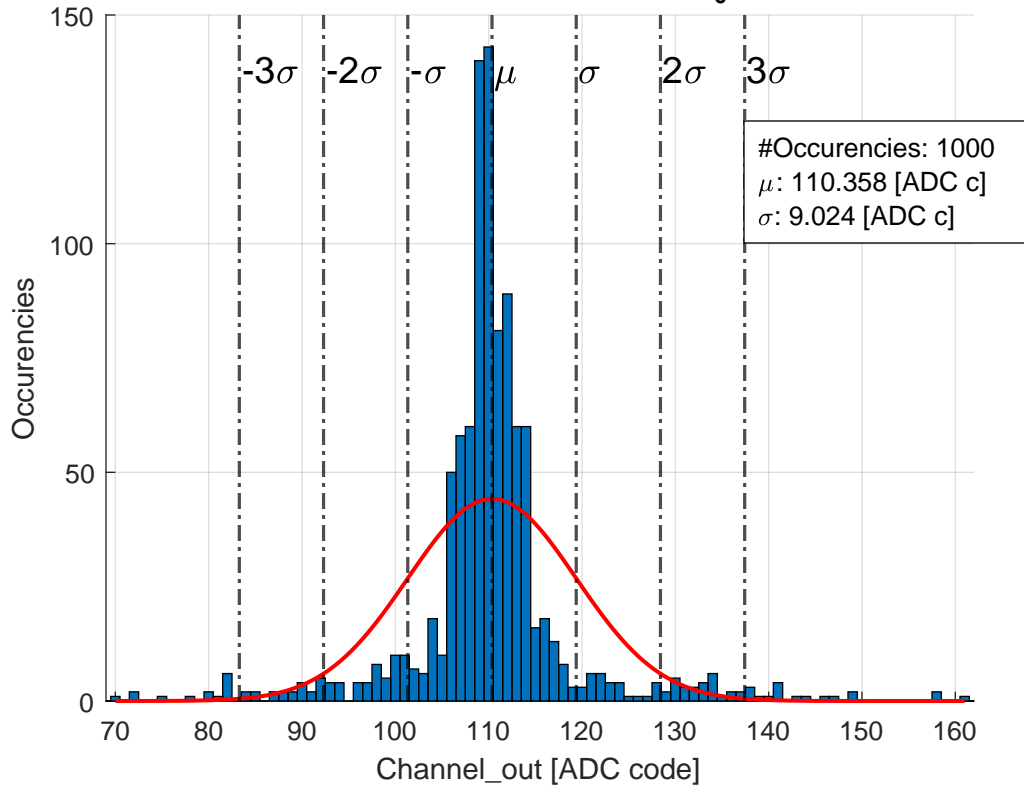 150
-3σ -2σ -σ μ σ 2σ 3σ
#Occurencies: 1000
μ: 110.358 [ADC c]
σ: 9.024 [ADC c]
100
Occurencies
50
0
70 80 90 100 110 120 130 140 150 160
Channel_out [ADC code]